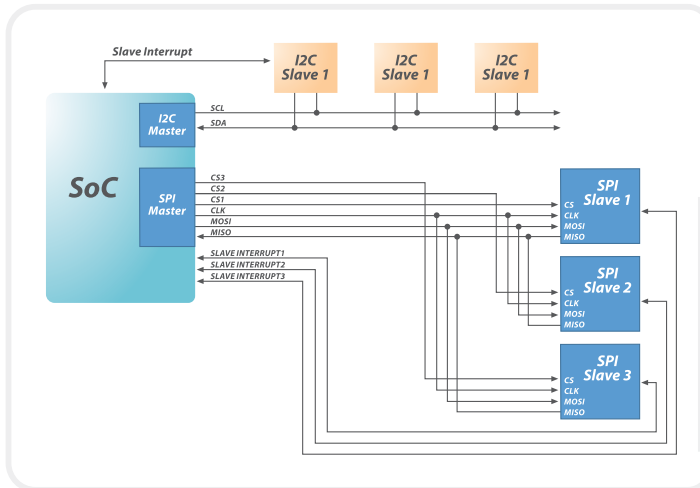 Slave Interrupt
I2C
Slave 1
I2C
Slave 1
I2C
Slave 1
I2C
Master
SCL
SDA
SoC
SPI
Master
CS3
CS2
CS1
CLK
MOSI
MISO
SLAVE INTERRUPT1
SLAVE INTERRUPT2
SLAVE INTERRUPT3
SPI
Slave 1
CS
CLK
MOSI
MISO
SPI
Slave 2
CS
CLK
MOSI
MISO
SPI
Slave 3
CS
CLK
MOSI
MISO